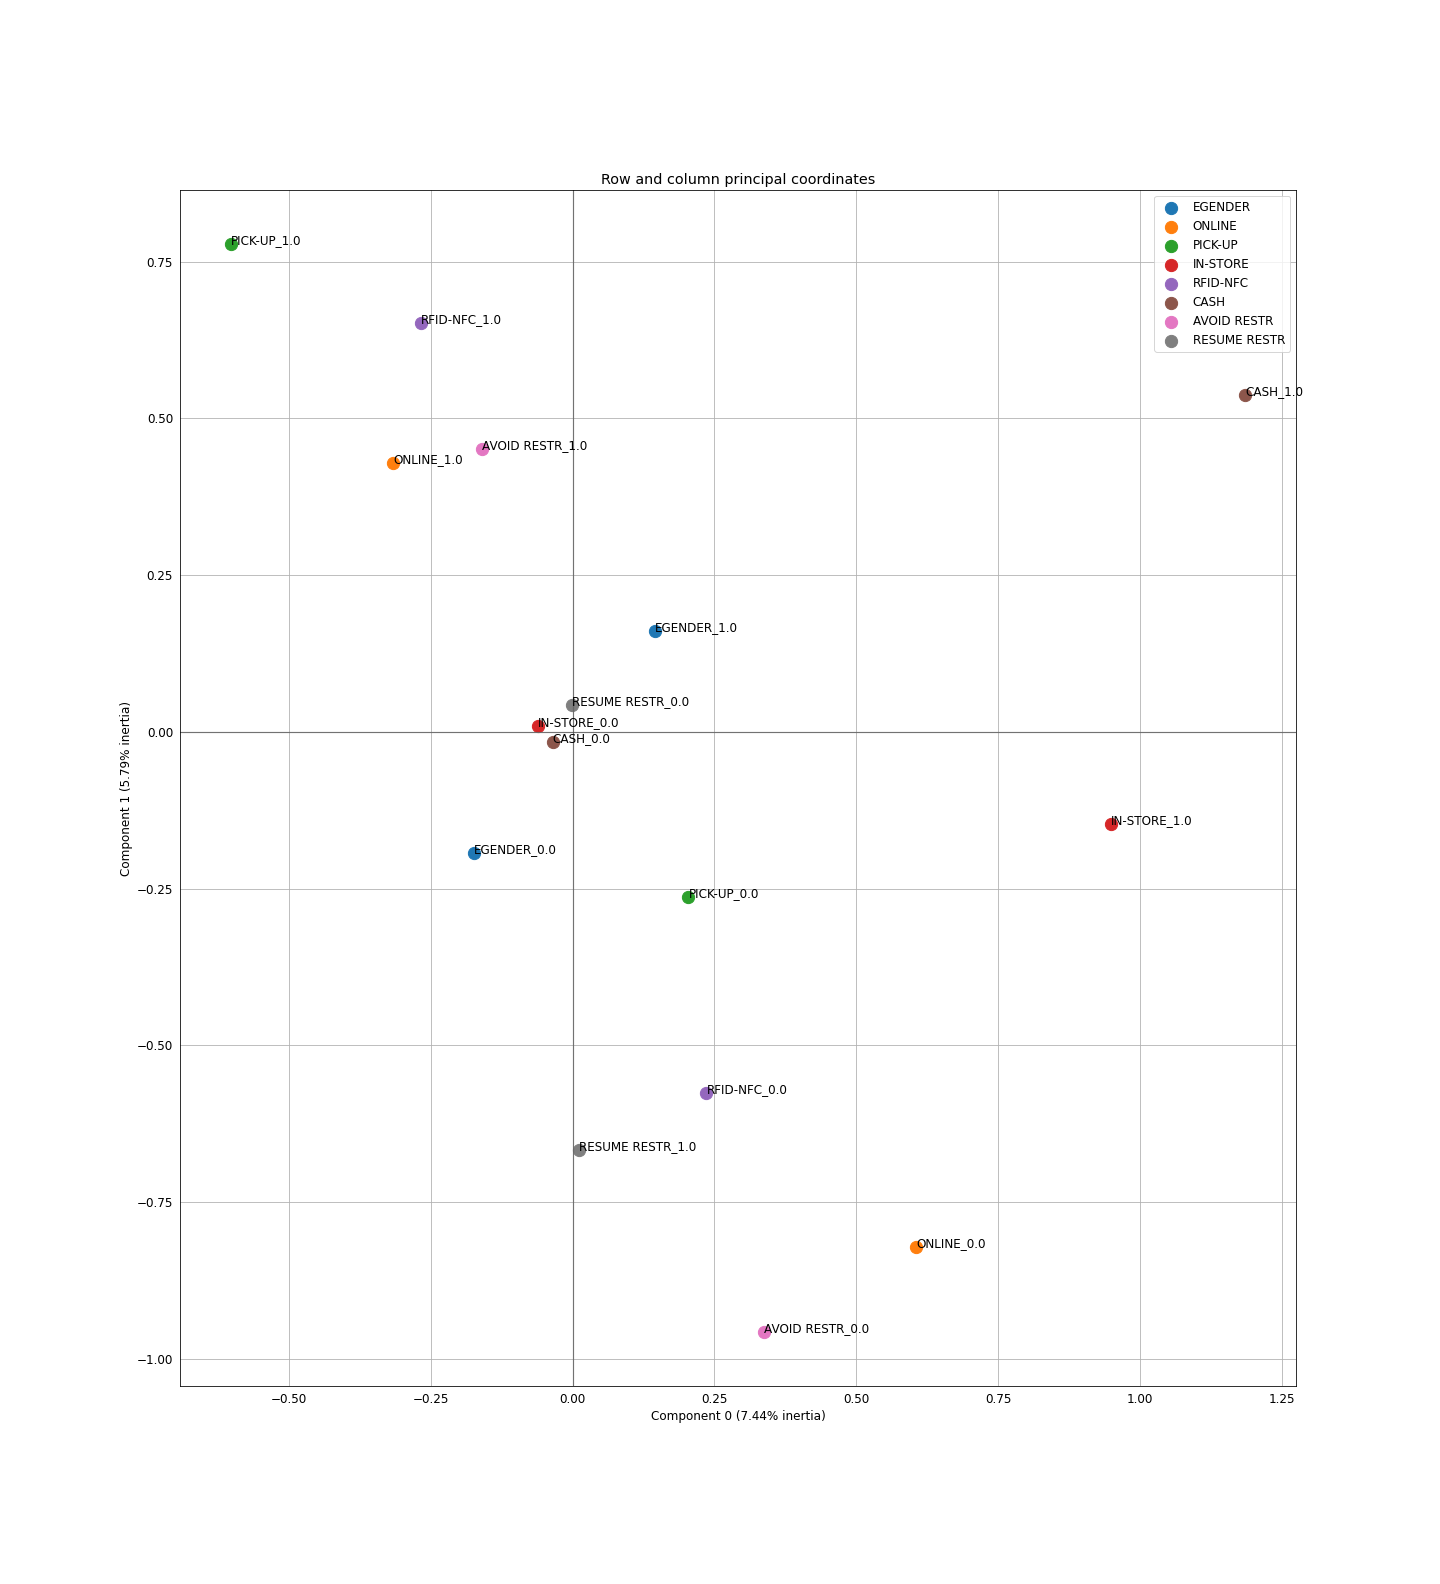 Row and column principal coordinates
EGENDER
ONLINE
PICK-UP
IN-STORE
RFID-NFC
CASH
AVOID RESTR
RESUME RESTR
PICK-UP_1.0
RFID-NFC_1.0
CASH_1.0
AVOID RESTR_1.0
ONLINE_1.0
EGENDER_1.0
RESUME RESTR_0.0
IN-STORE_0.0
CASH_0.0
IN-STORE_1.0
EGENDER_0.0
PICK-UP_0.0
RFID-NFC_0.0
RESUME RESTR_1.0
ONLINE_0.0
AVOID RESTR_0.0
0.75
0.50
0.25
0.00
−0.25
−0.50
−0.75
−1.00
Component 1 (5.79% inertia)
−0.50 −0.25 0.00 0.25 0.50 0.75 1.00 1.25
Component 0 (7.44% inertia)